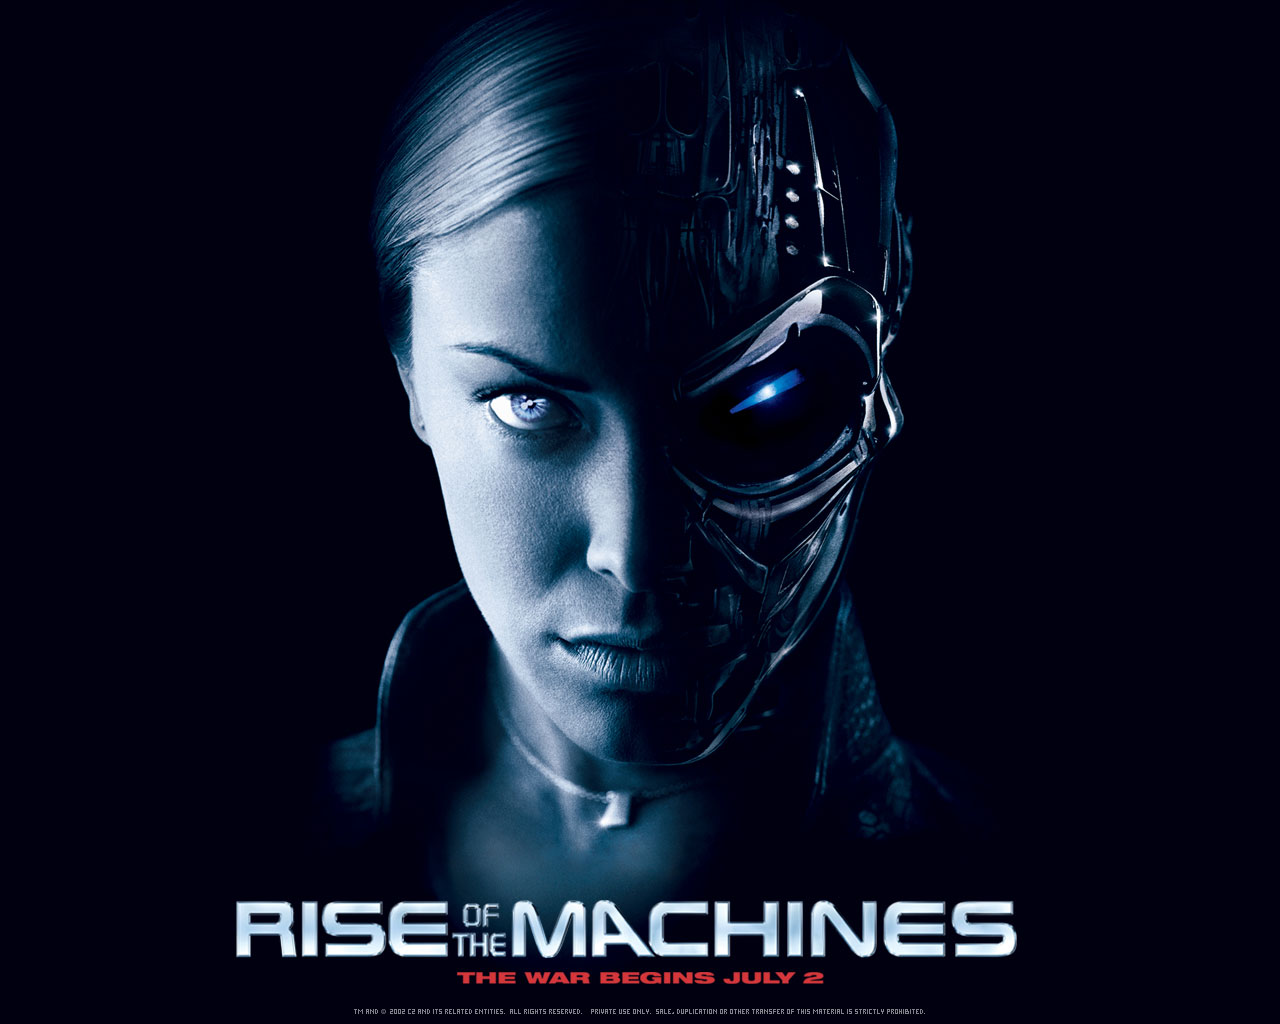 RISE OF THE MACHINES
THE WAR BEGINS JULY 2
TM AND © 2002 C2 AND ITS RELATED ENTITIES. ALL RIGHTS RESERVED. PRIVATE USE ONLY. SALE, DUPLICATION OR OTHER TRANSFER OF THIS MATERIAL IS STRICTLY PROHIBITED.